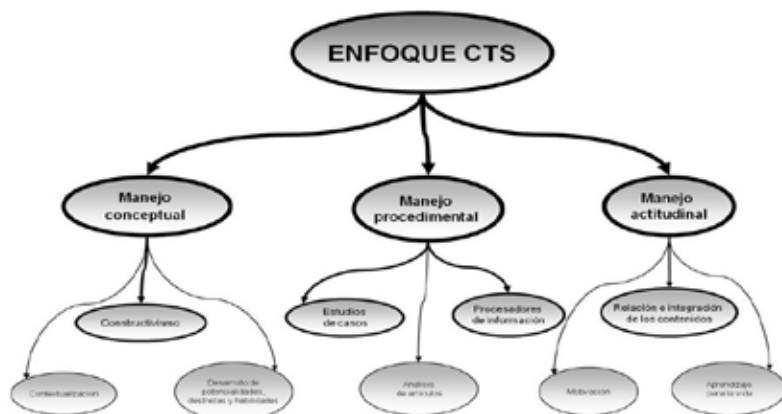 ENFOQUE CTS
Manejo
conceptual
Manejo
procedimental
Manejo
actitudinal
Constructivismo
Estudios
de casos
Procesadores
de información
Relación e integración
de los contenidos
Contextualización
Desarrollo de
potencialidades,
destrezas y habilidades
Análisis
de artículos
Motivación
Aprendizaje
para la vida